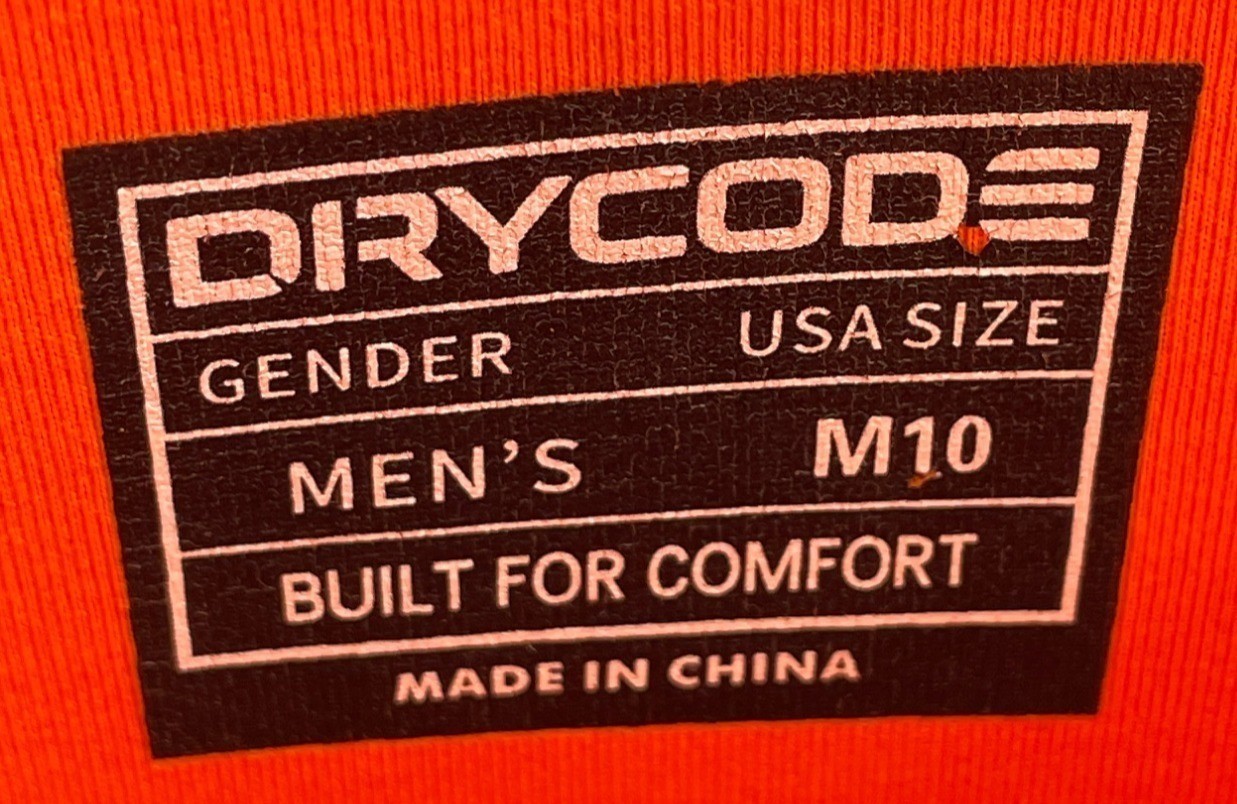 DRYCODE
GENDER USA SIZE
MEN'S M10
BUILT FOR COMFORT
MADE IN CHINA